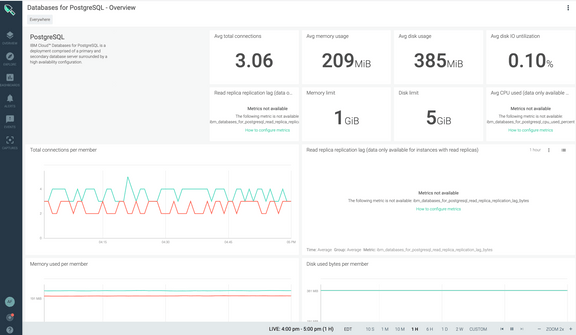 Databases for PostgreSQL - Overview
Everywhere
PostgreSQL
IBM Cloud™ Databases for PostgreSQL is a
deployment comprised of a primary and
secondary database server surrounded by a
high availability configuration.
Avg total connections
3.06
Avg memory usage
209MiB
Avg disk usage
385MiB
Avg disk IO utilization
0.10%
Read replica replication lag (data o...
Metrics not available
The following metric is not available:
ibm_databases_for_postgresql_read_replica_replic...
How to configure metrics
Memory limit
1GiB
Disk limit
5GiB
Avg CPU used (data only available ...
Metrics not available
The following metric is not available:
ibm_databases_for_postgresql_cpu_used_percent
How to configure metrics
Total connections per member
Read replica replication lag (data only available for instances with read replicas)
1 hour
Metrics not available
The following metric is not available: ibm_databases_for_postgresql_read_replica_replication_lag_bytes
How to configure metrics
Time: Average Group: Average Metric: ibm_databases_for_postgresql_read_replica_replication_lag_bytes
Memory used per member
Disk used bytes per member
LIVE: 4:00 pm - 5:00 pm (1 H)
EDT
10 S
1 M
10 M
1 H
6 H
1 D
2 W
CUSTOM
ZOOM